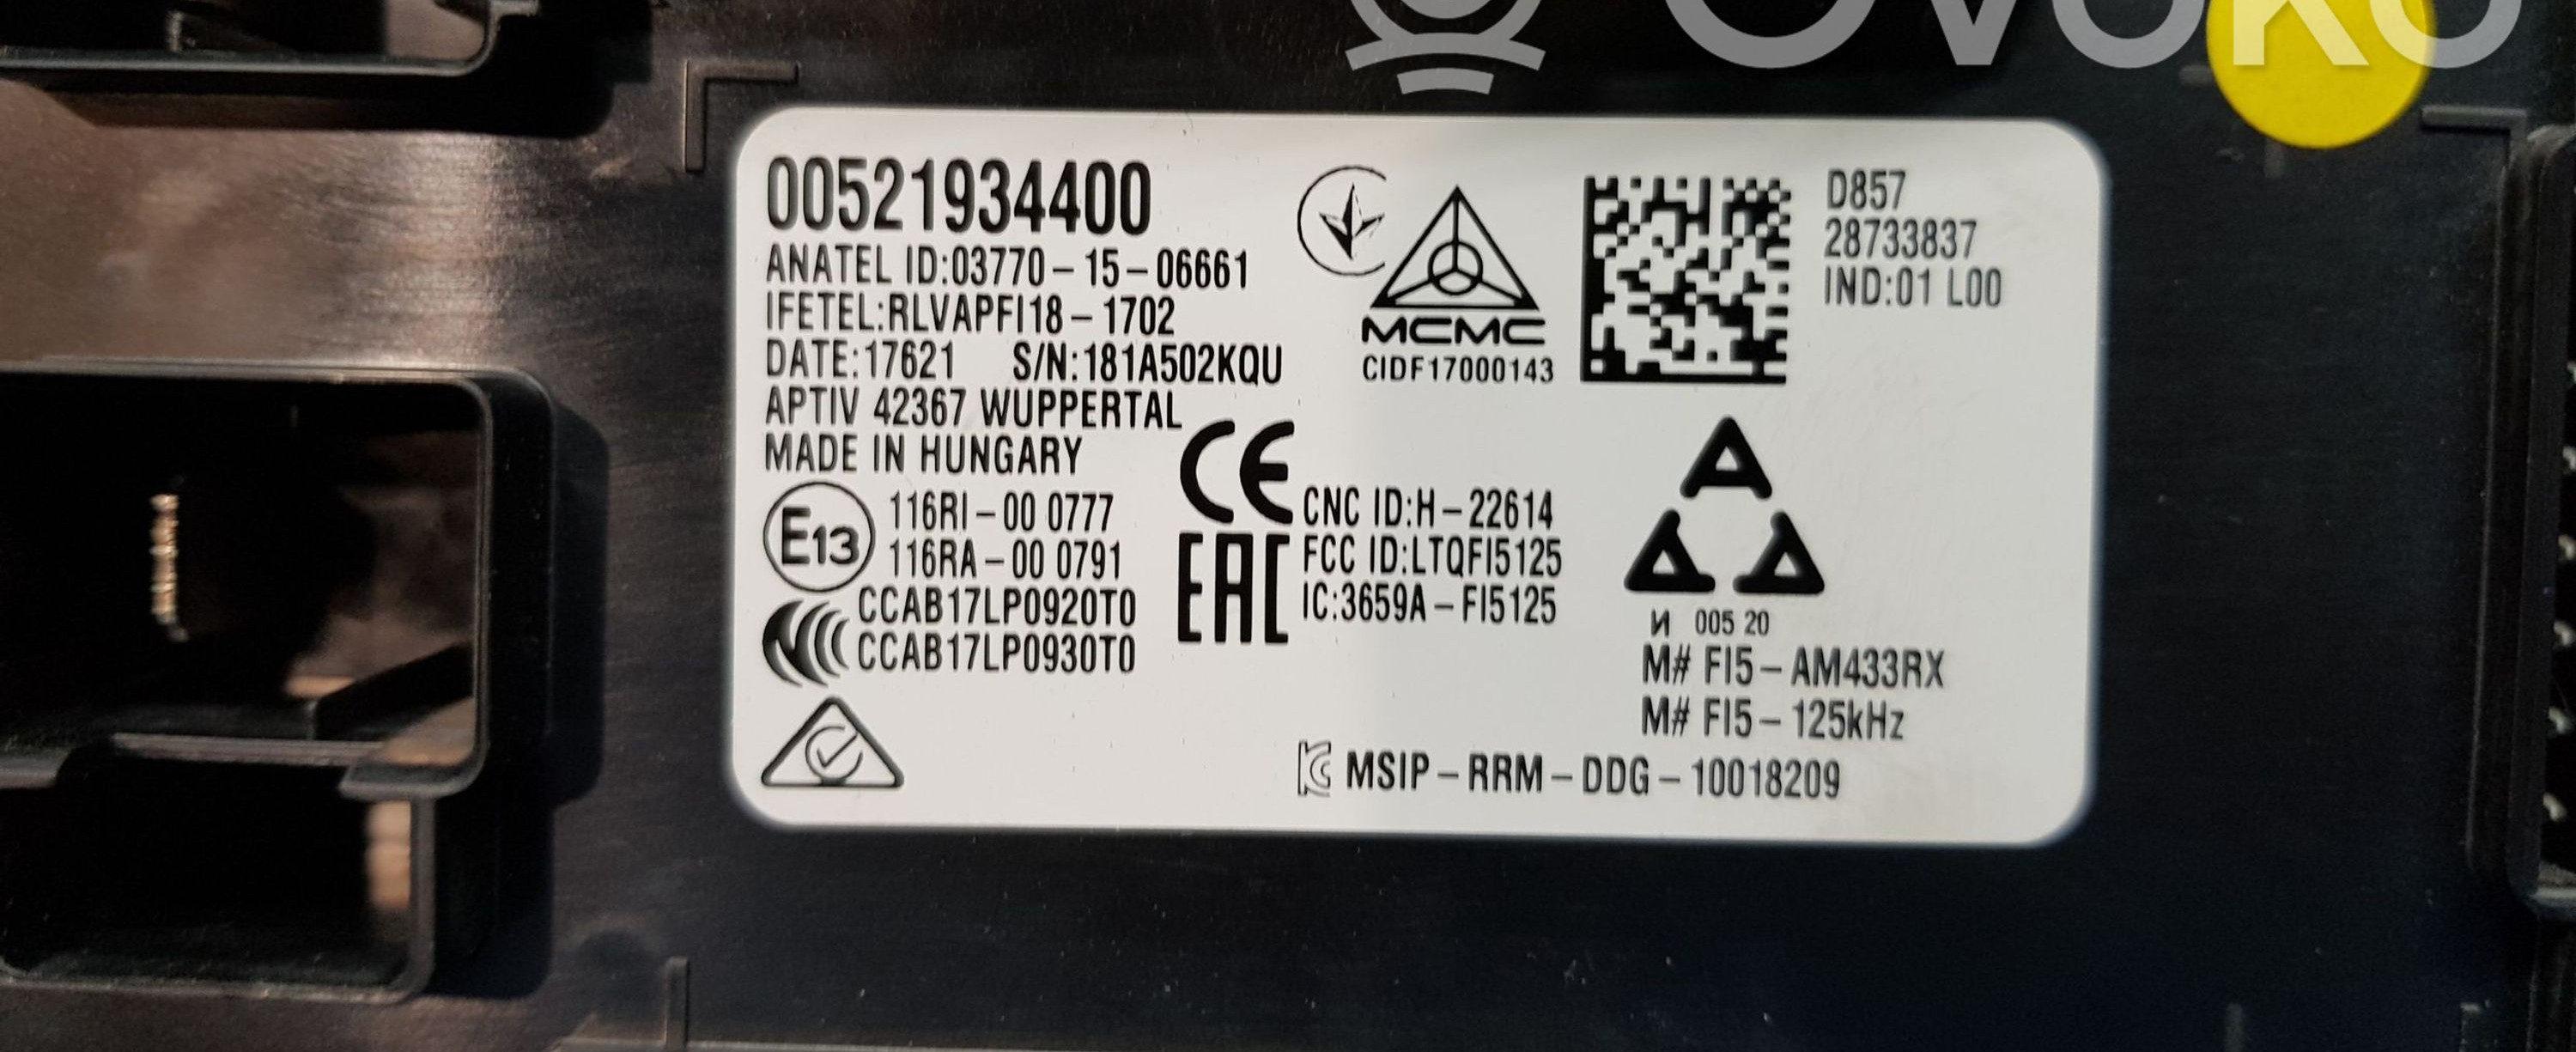 00521934400
ANATEL ID:03770-15-06661
IFETEL:RLVAPFI18-1702
DATE:17621 S/N:181A502KQU
APTIV 42367 WUPPERTAL
MADE IN HUNGARY
E13
116RI-00 0777
116RA-00 0791
CCAB17LP0920T0
CCAB17LP0930T0
MCMC
CIDF17000143
CE
EAC
CNC ID:H-22614
FCC ID:LTQFI5125
IC:3659A-FI5125
D857
28733837
IND:01 L00
И 005 20
M# FI5-AM433RX
M# FI5-125kHz
MSIP-RRM-DDG-10018209